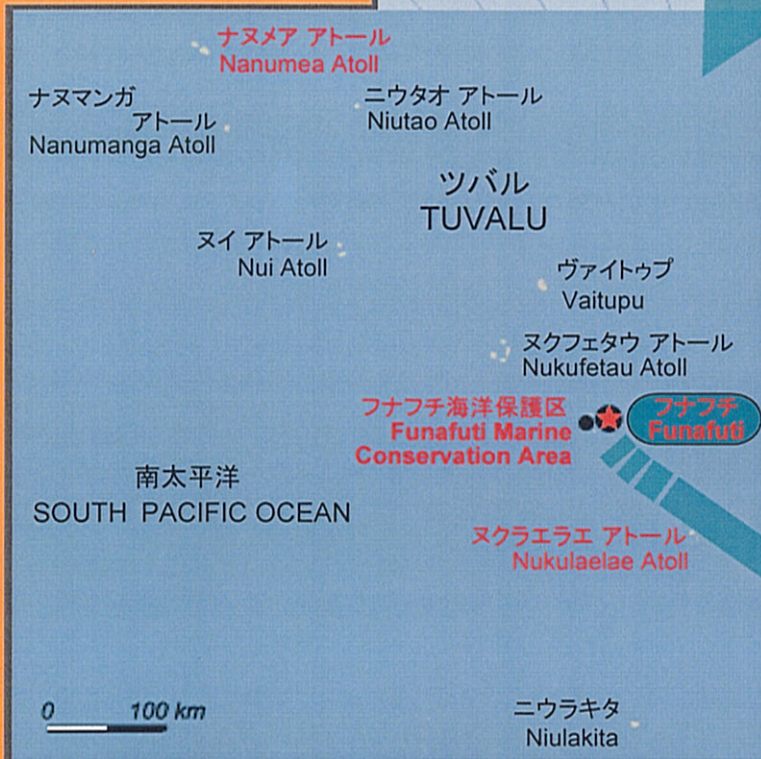 ナヌメア アトール
Nanumea Atoll
ナヌマンガ
アトール
Nanumanga Atoll
ニウタオ アトール
Niutao Atoll
ツバル
TUVALU
ヌイ アトール
Nui Atoll
ヴァイトゥプ
Vaitupu
ヌクフェタウ アトール
Nukufetau Atoll
フナフチ海洋保護区
Funafuti Marine
Conservation Area
フナフチ
Funafuti
南太平洋
SOUTH PACIFIC OCEAN
ヌクラエラエ アトール
Nukulaelae Atoll
0 100 km
ニウラキタ
Niulakita